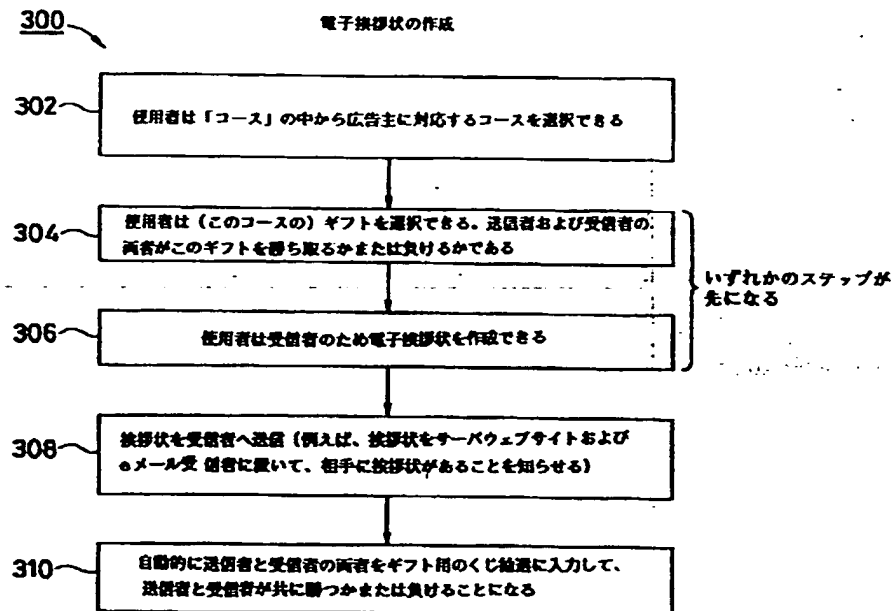 300
電子挨拶状の作成
302
使用者は「コース」の中から広告主に対応するコースを選択できる
304
使用者は（このコースの）ギフトを選択できる。送信者および受信者の
両者がこのギフトを勝ち取るかまたは負けるかである
いずれかのステップが
先になる
306
使用者は受信者のため電子挨拶状を作成できる
308
挨拶状を受信者へ送信（例えば、挨拶状をサーバウェブサイトおよび
eメール受 信者に置いて、相手に挨拶状があることを知らせる）
310
自動的に送信者と受信者の両者をギフト用のくじ抽選に入力して、
送信者と受信者が共に勝つかまたは負けることになる